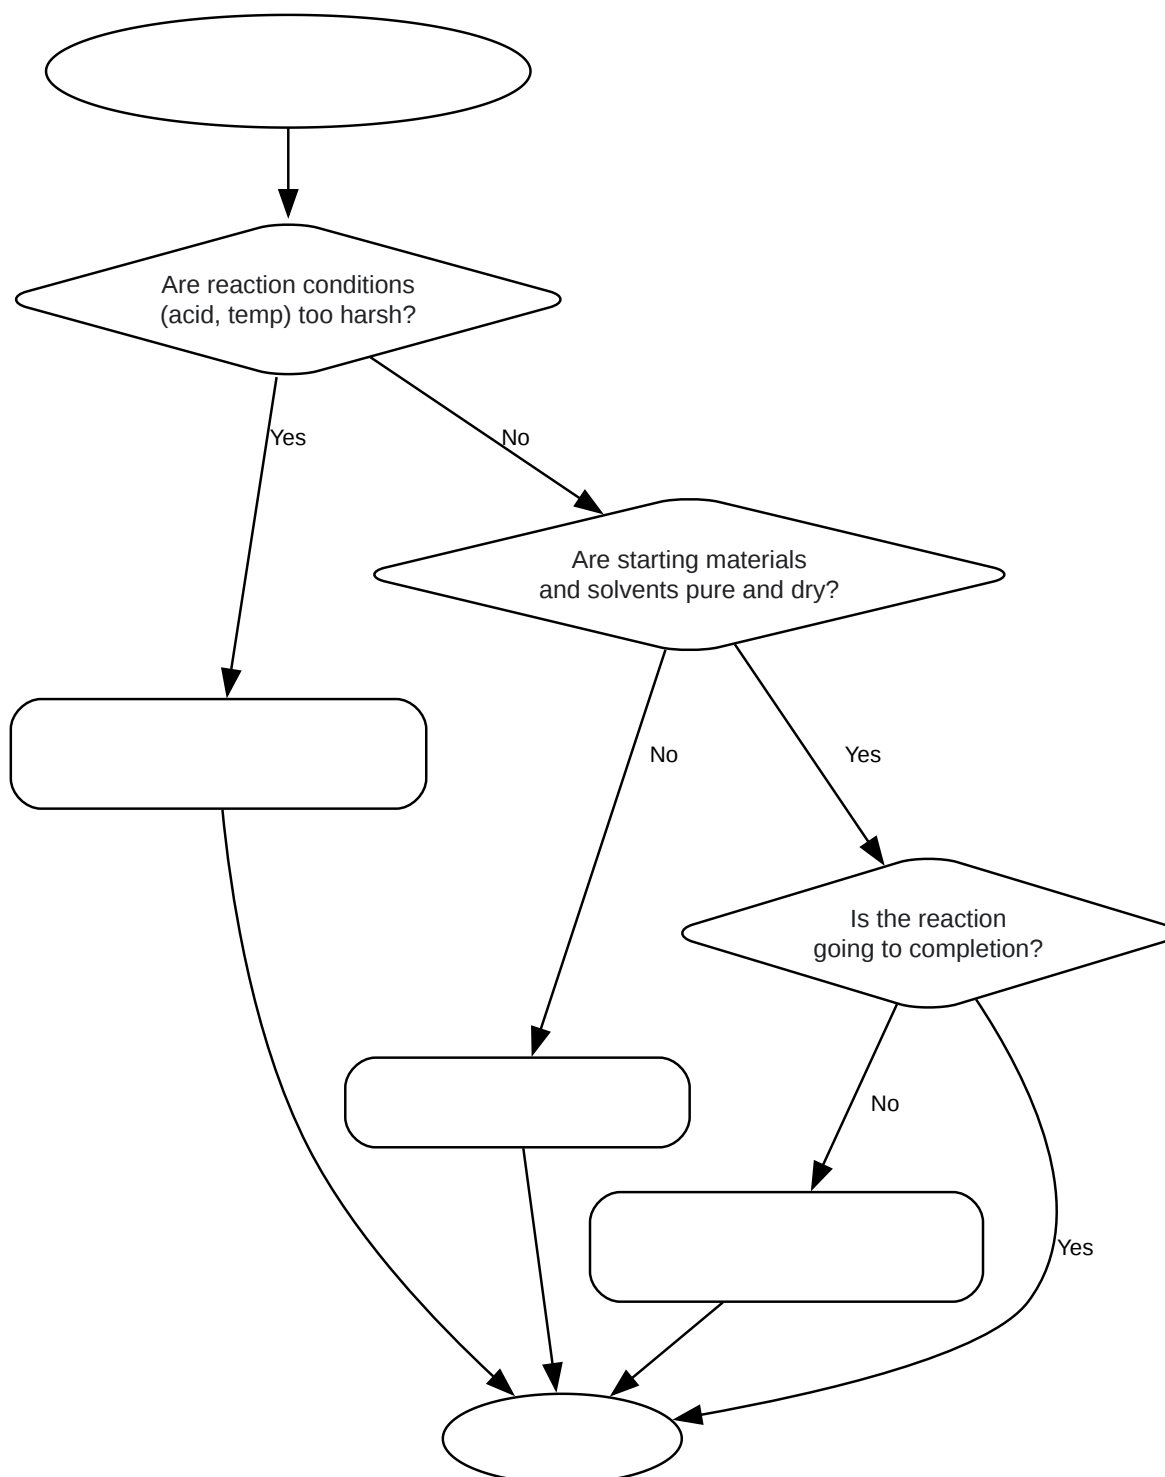 Are reaction conditions
(acid, temp) too harsh?
Yes
No
Are starting materials
and solvents pure and dry?
No
Yes
Is the reaction
going to completion?
No
Yes